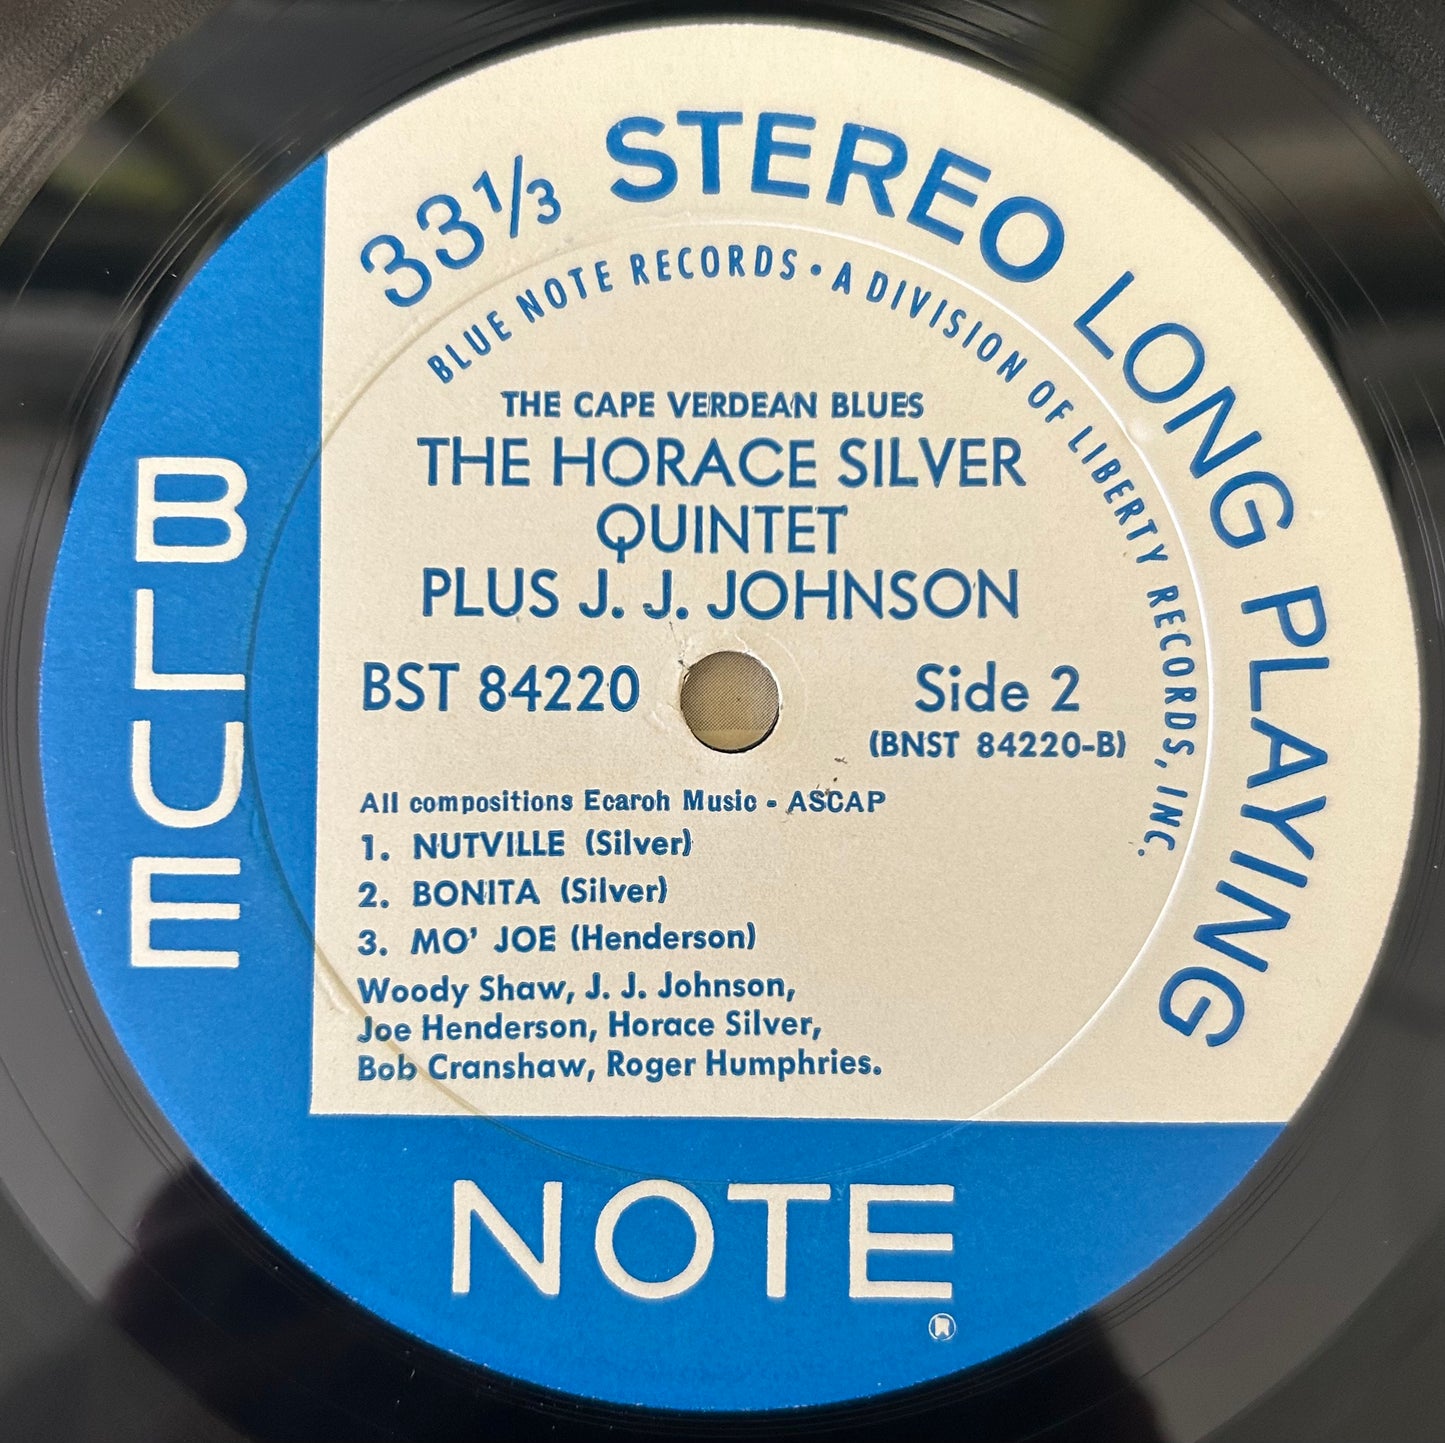 33 1/3 STEREO LONG PLAYING
BLUE NOTE RECORDS • A DIVISION OF LIBERTY RECORDS, INC.
THE CAPE VERDEAN BLUES
THE HORACE SILVER
QUINTET
PLUS J. J. JOHNSON
BST 84220
Side 2
(BNST 84220-B)
All compositions Ecaroh Music - ASCAP
1. NUTVILLE (Silver)
2. BONITA (Silver)
3. MO' JOE (Henderson)
Woody Shaw, J. J. Johnson,
Joe Henderson, Horace Silver,
Bob Cranshaw, Roger Humphries.
BLUE
NOTE
®